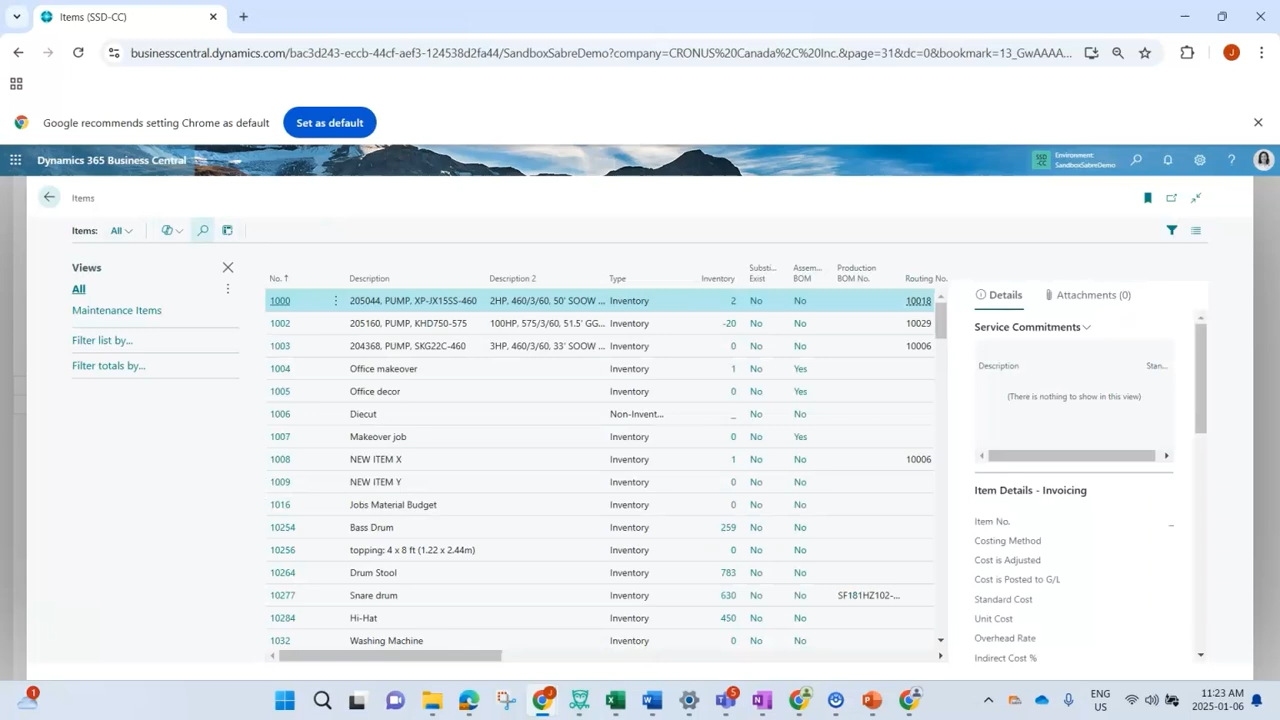 Items (SSD-CC)
businesscentral.dynamics.com/bac3d243-eccb-44cf-aef3-124538d2fa44/SandboxSabreDemo?company=CRONUS%20Canada%2C%20Inc.&page=31&dc=0&bookmark=13_GwAAAA...
J
Google recommends setting Chrome as default
Set as default
Dynamics 365 Business Central
SSD-CC
Environment:
SandboxSabreDemo
?
Items
Items: All
Views
All
Maintenance Items
Filter list by...
Filter totals by...
No. ↑ Description Description 2 Type Inventory Substi... Exist Assem... BOM Production BOM No. Routing No.
1000 205044, PUMP, XP-JX15SS-460 2HP, 460/3/60, 50' SOOW ... Inventory 2 No No 10018
1002 205160, PUMP, KHD750-575 100HP, 575/3/60, 51.5' GG... Inventory -20 No No 10029
1003 204368, PUMP, SKG22C-460 3HP, 460/3/60, 33' SOOW ... Inventory 0 No No 10006
1004 Office makeover Inventory 1 No Yes
1005 Office decor Inventory 0 No Yes
1006 Diecut Non-Invent... _ No No
1007 Makeover job Inventory 0 No Yes
1008 NEW ITEM X Inventory 1 No No 10006
1009 NEW ITEM Y Inventory 0 No No
1016 Jobs Material Budget Inventory 0 No No
10254 Bass Drum Inventory 259 No No
10256 topping: 4 x 8 ft (1.22 x 2.44m) Inventory 0 No No
10264 Drum Stool Inventory 783 No No
10277 Snare drum Inventory 630 No No SF181HZ102-...
10284 Hi-Hat Inventory 450 No No
1032 Washing Machine Inventory 0 No No
Details Attachments (0)
Service Commitments
Description Stan...
(There is nothing to show in this view)
Item Details - Invoicing
Item No. _
Costing Method
Cost is Adjusted
Cost is Posted to G/L
Standard Cost
Unit Cost
Overhead Rate
Indirect Cost %
1
5
ENG
US
11:23 AM
2025-01-06